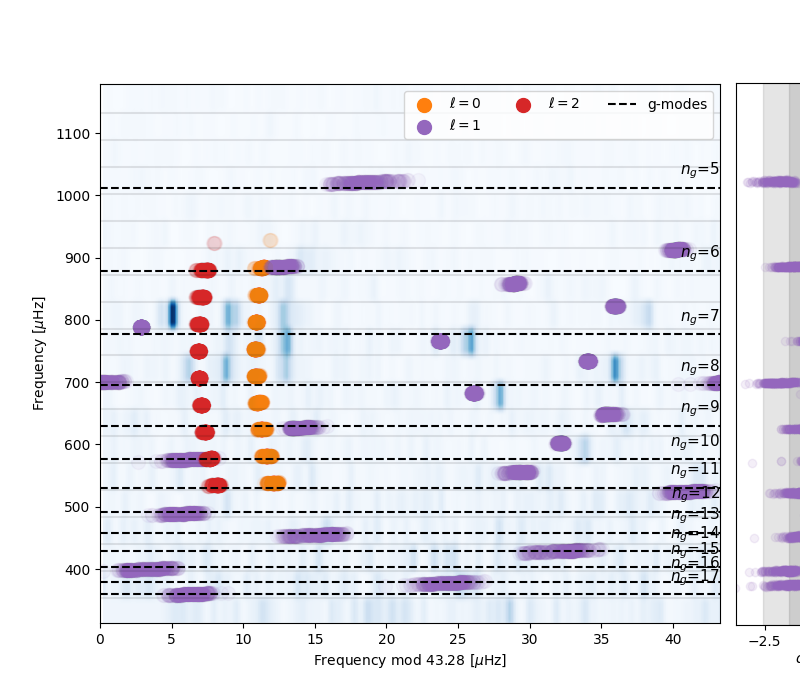 ℓ = 0
ℓ = 2
g-modes
ℓ = 1
1100
1000
900
800
700
600
500
400
Frequency [μHz]
n_g=5
n_g=6
n_g=7
n_g=8
n_g=9
n_g=10
n_g=11
n_g=12
n_g=13
n_g=14
n_g=15
n_g=16
n_g=17
0
5
10
15
20
25
30
35
40
Frequency mod 43.28 [μHz]
−2.5